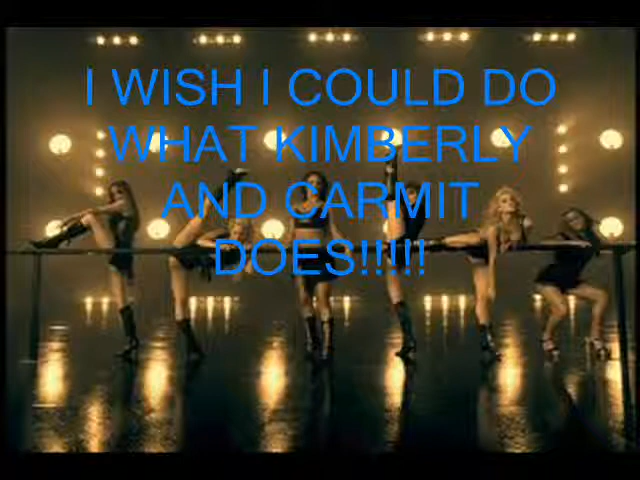 I WISH I COULD DO
WHAT KIMBERLY
AND CARMIT
DOES!!!!!